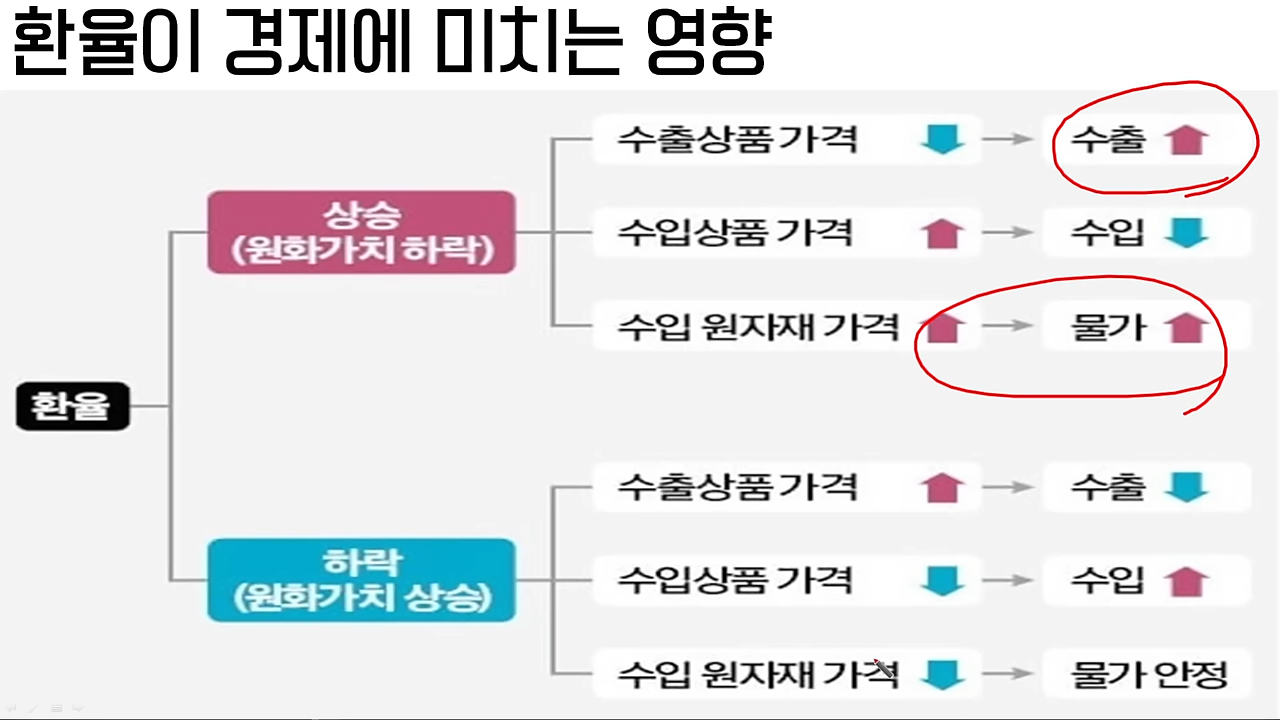 환율이 경제에 미치는 영향
환율
상승
(원화가치 하락)
수출상품 가격
수출
수입상품 가격
수입
수입 원자재 가격
물가
하락
(원화가치 상승)
수출상품 가격
수출
수입상품 가격
수입
수입 원자재 가격
물가 안정